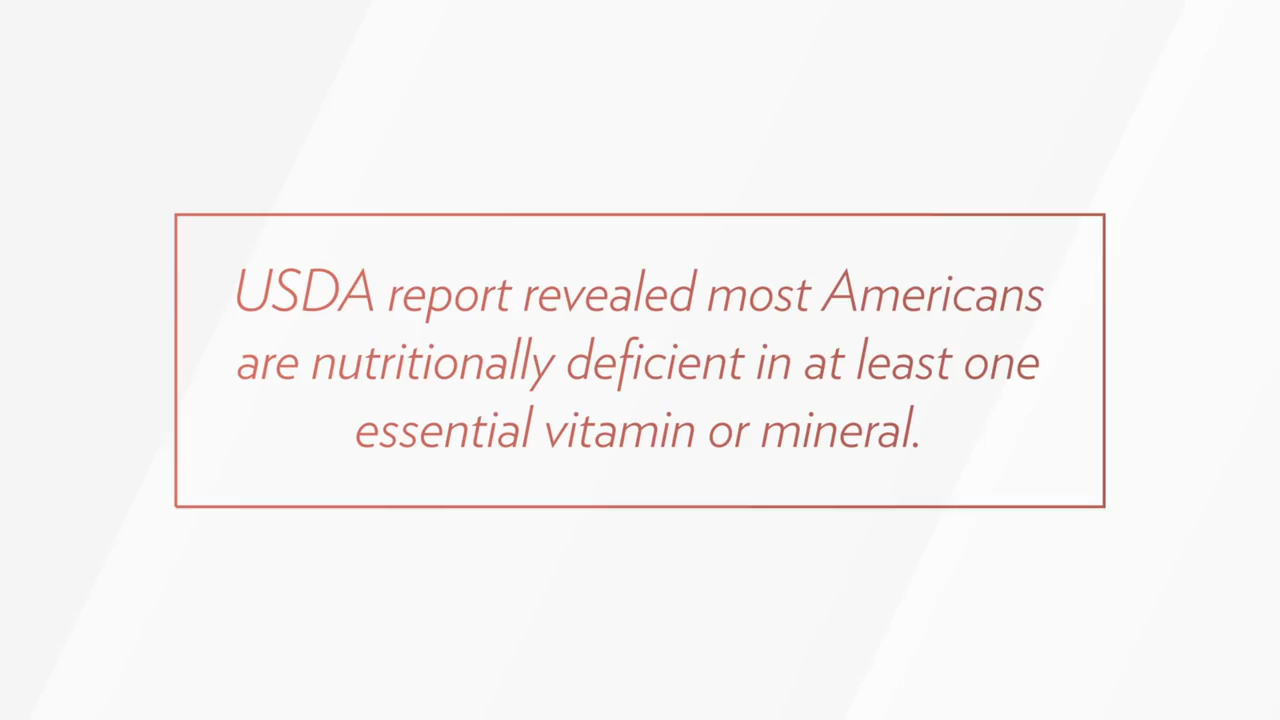 USDA report revealed most Americans
are nutritionally deficient in at least one
essential vitamin or mineral.